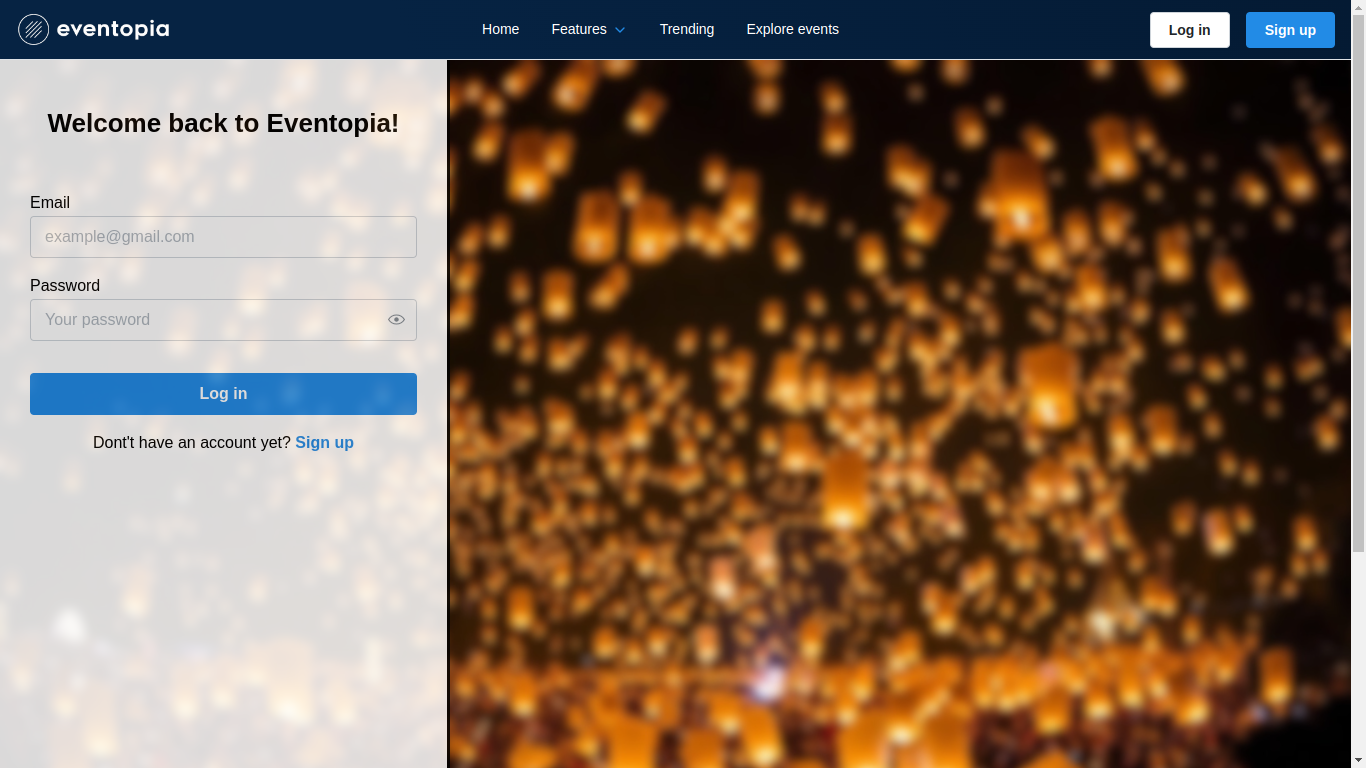 eventopia
Home
Features
Trending
Explore events
Log in
Sign up
Welcome back to Eventopia!
Email
example@gmail.com
Password
Your password
Log in
Dont't have an account yet? Sign up